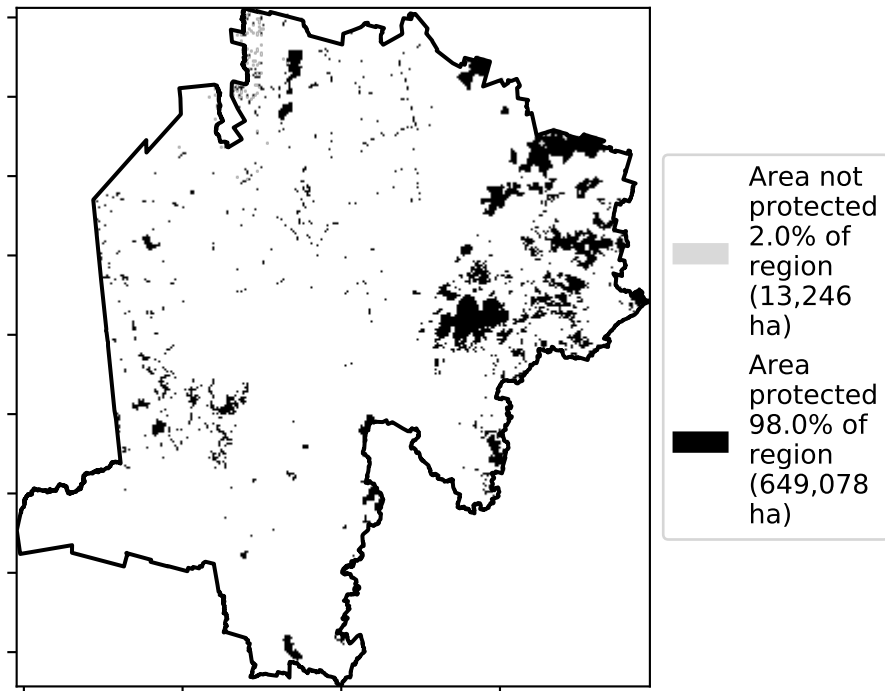 Area not
protected
2.0% of
region
(13,246
ha)
Area
protected
98.0% of
region
(649,078
ha)